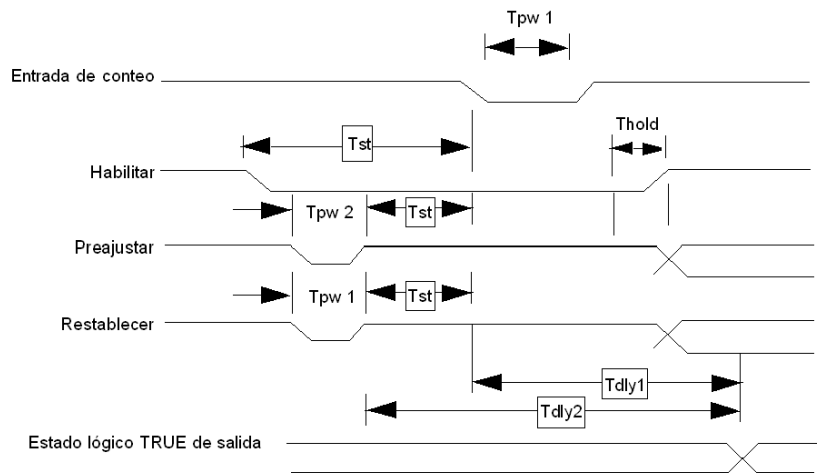 Tpw 1
Entrada de conteo
Tst
Thold
Habilitar
Tpw 2
Tst
Preajustar
Tpw 1
Tst
Restablecer
Tdly1
Tdly2
Estado lógico TRUE de salida